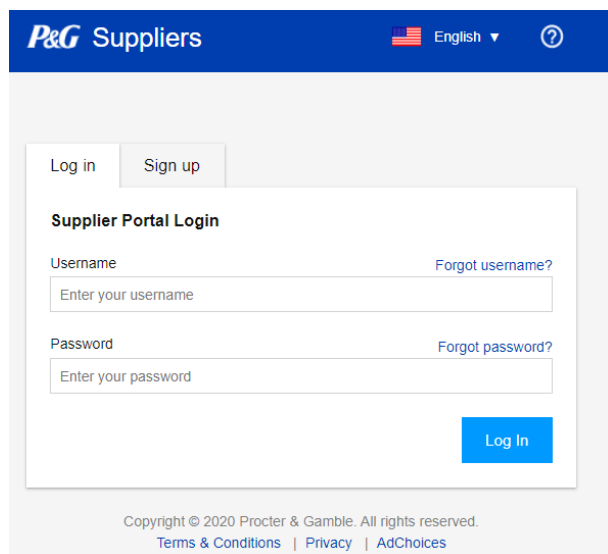 P&G Suppliers English ▼ ?
Log in Sign up
Supplier Portal Login
Username Forgot username?
Enter your username
Password Forgot password?
Enter your password
Log In
Copyright © 2020 Procter & Gamble. All rights reserved.
Terms & Conditions | Privacy | AdChoices